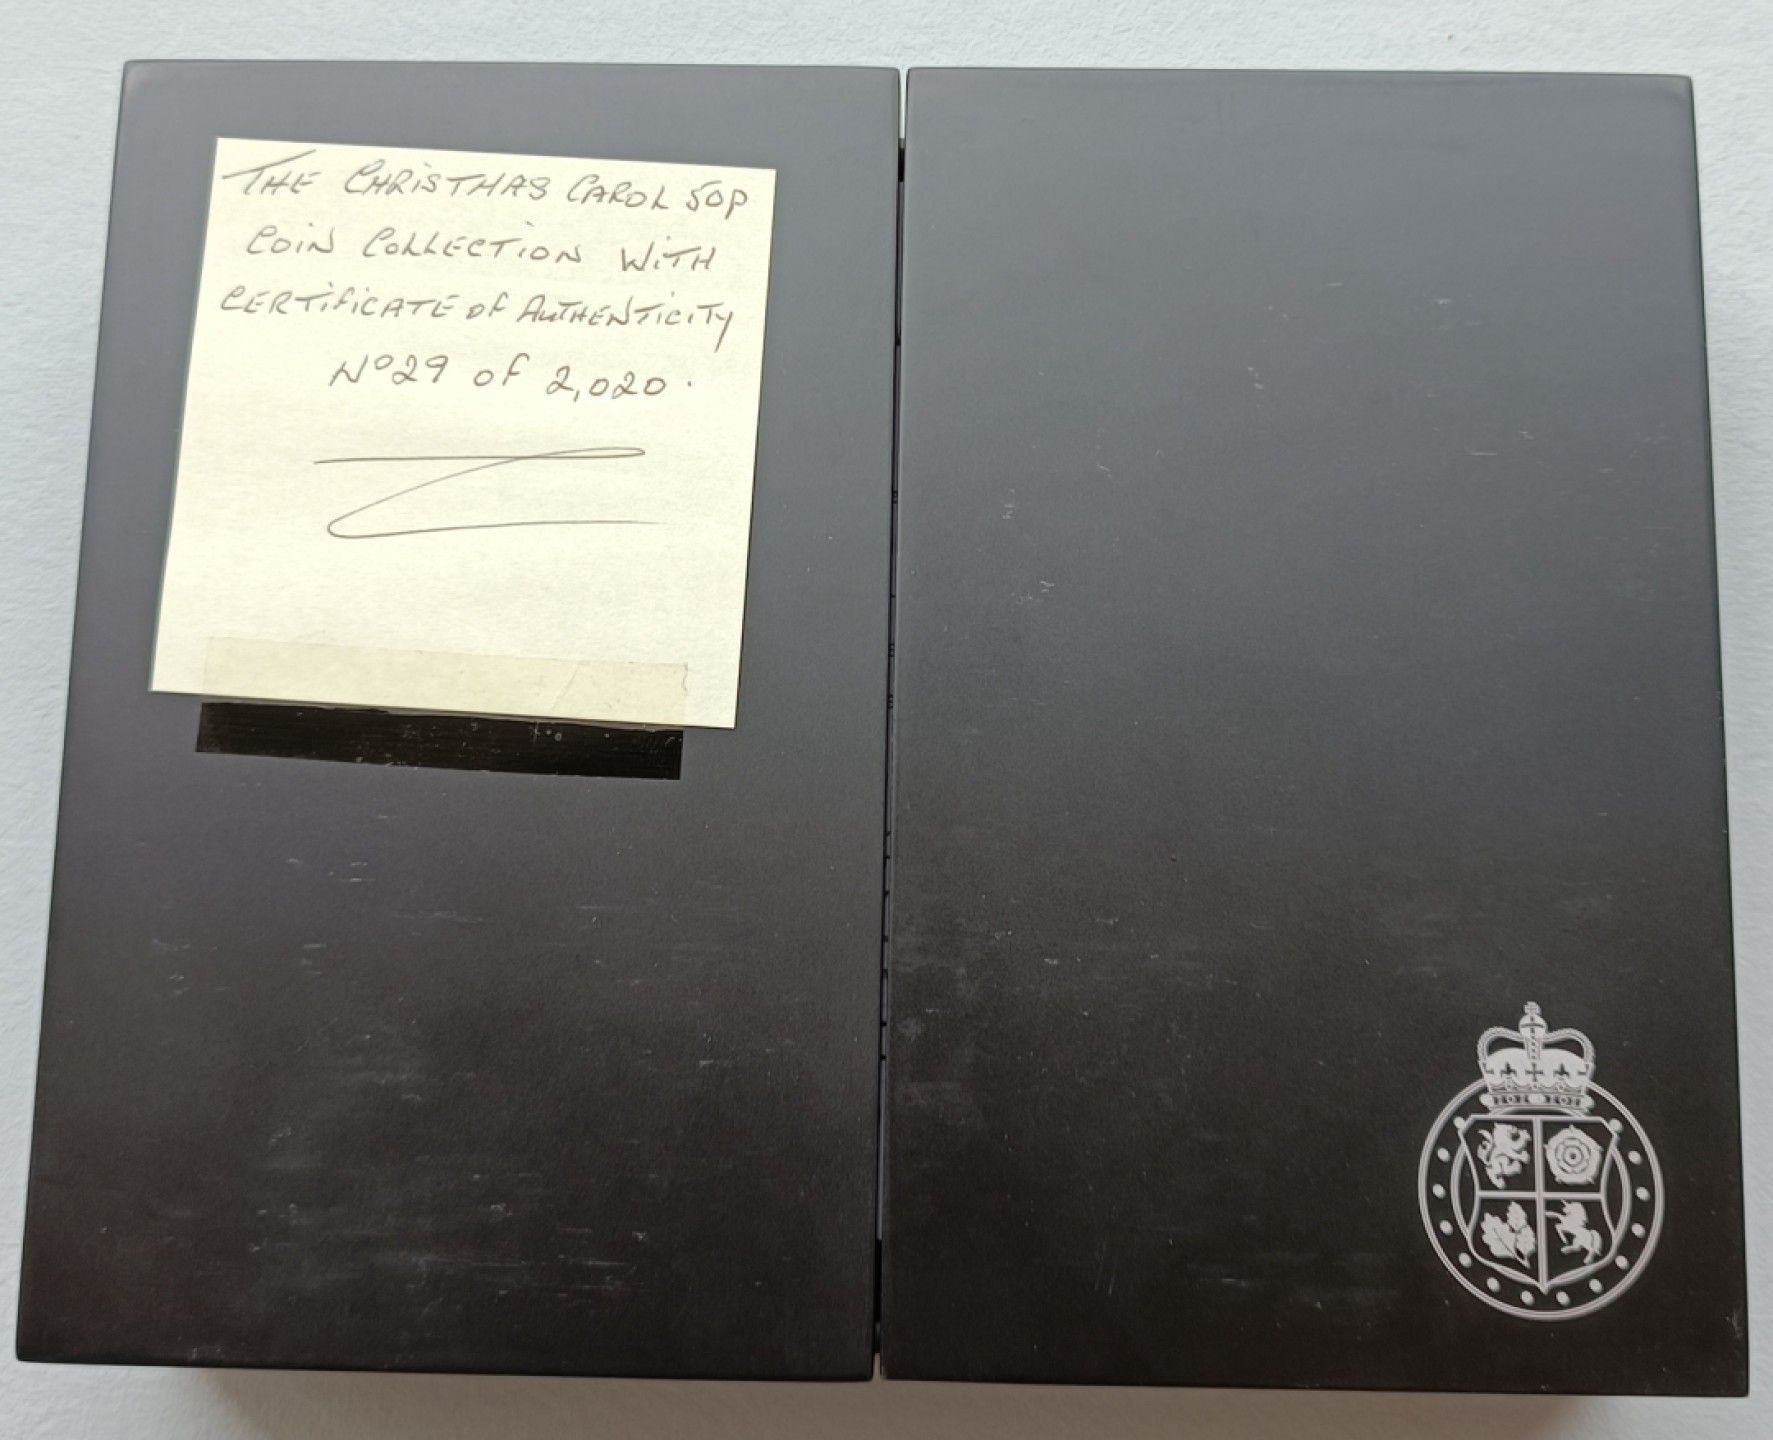 THE CHRISTMAS CAROL 50P
COIN COLLECTION WITH
CERTIFICATE OF AUTHENTICITY
Nº29 OF 2,020.